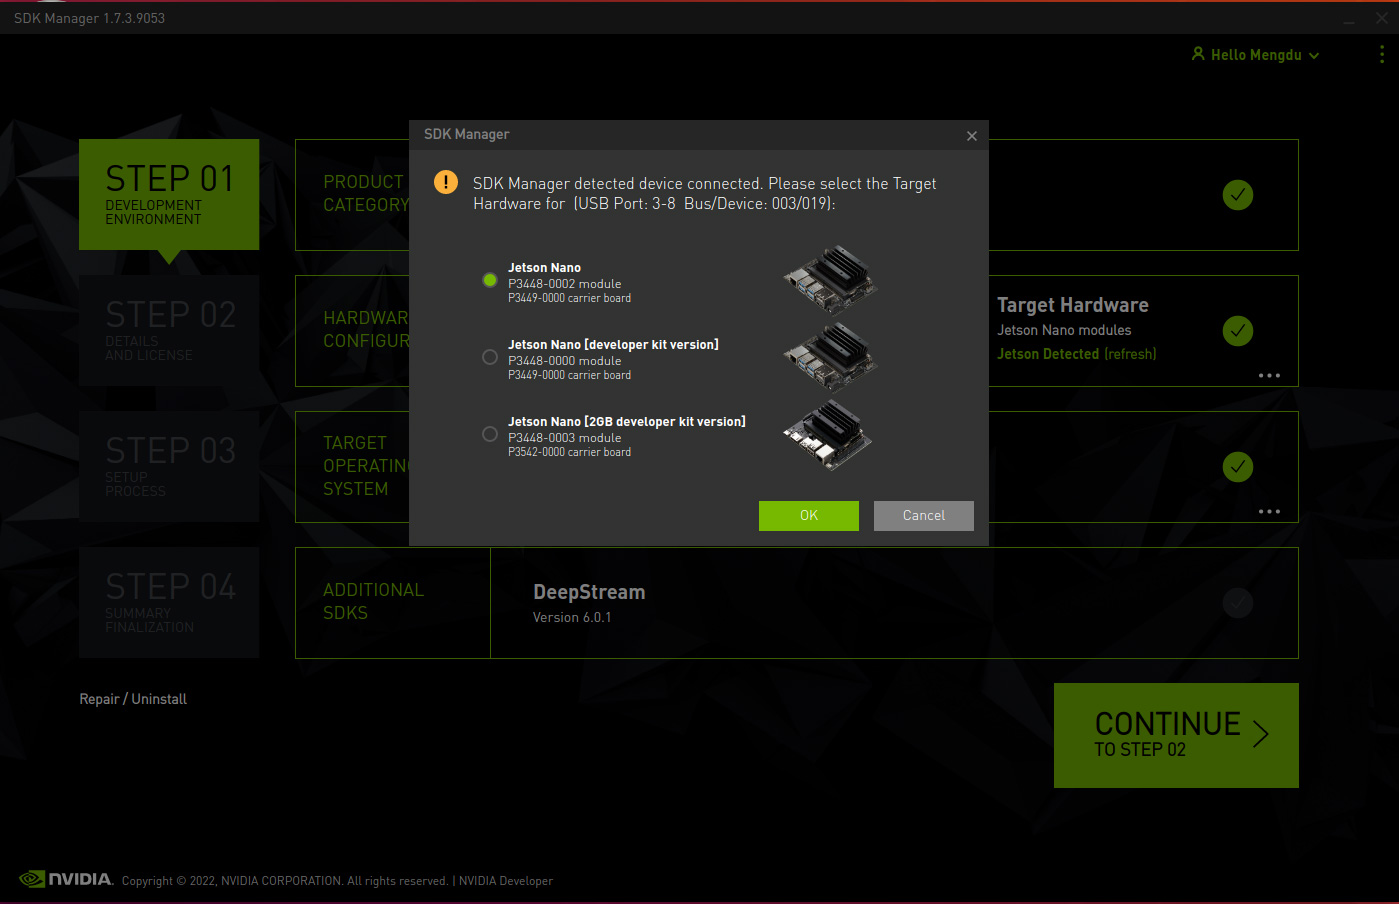 SDK Manager 1.7.3.9053
Hello Mengdu
STEP 01
DEVELOPMENT
ENVIRONMENT
STEP 02
DETAILS
AND LICENSE
STEP 03
SETUP
PROCESS
STEP 04
SUMMARY
FINALIZATION
PRODUCT
CATEGORY
HARDWAR
CONFIGUR
Target Hardware
Jetson Nano modules
Jetson Detected (refresh)
TARGET
OPERATING
SYSTEM
ADDITIONAL
SDKS
DeepStream
Version 6.0.1
SDK Manager
SDK Manager detected device connected. Please select the Target
Hardware for (USB Port: 3-8 Bus/Device: 003/019):
Jetson Nano
P3448-0002 module
P3449-0000 carrier board
Jetson Nano [developer kit version]
P3448-0000 module
P3449-0000 carrier board
Jetson Nano [2GB developer kit version]
P3448-0003 module
P3542-0000 carrier board
OK
Cancel
Repair / Uninstall
CONTINUE
TO STEP 02
NVIDIA. Copyright © 2022, NVIDIA CORPORATION. All rights reserved. | NVIDIA Developer